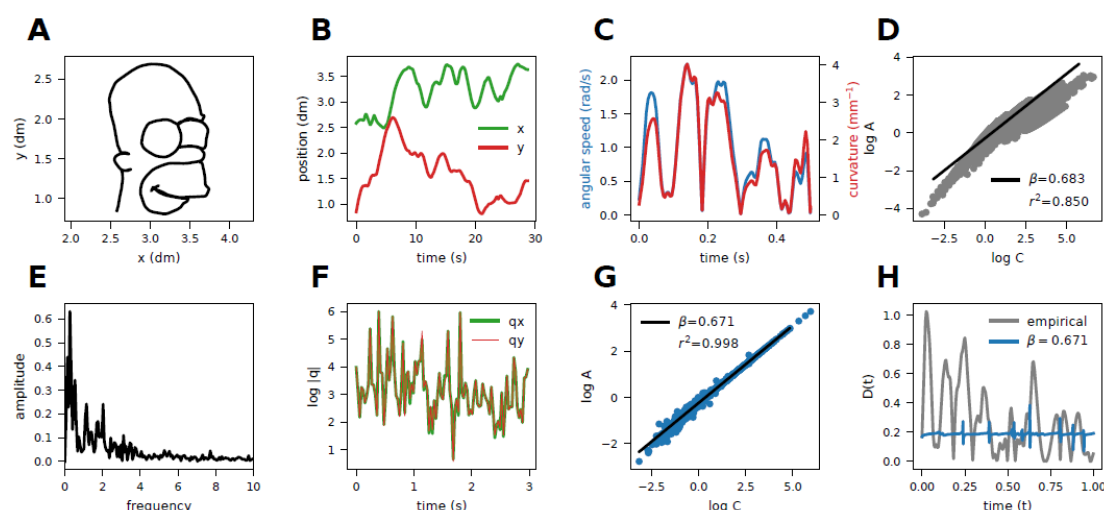 A
B
C
D
2.5
2.0
1.5
1.0
y (dm)
2.0
2.5
3.0
3.5
4.0
x (dm)
3.5
3.0
2.5
2.0
1.5
1.0
position (dm)
x
y
0
10
20
30
time (s)
2.0
1.5
1.0
0.5
0.0
angular speed (rad/s)
4
3
2
1
0
curvature (mm⁻¹)
0.0
0.2
0.4
time (s)
4
2
0
−2
−4
log A
β=0.683
r²=0.850
−2.5
0.0
2.5
5.0
log C
E
F
G
H
0.6
0.5
0.4
0.3
0.2
0.1
0.0
amplitude
0
2
4
6
8
10
frequency
6
5
4
3
2
1
log |q|
qx
qy
0
1
2
3
time (s)
4
2
0
−2
log A
β=0.671
r²=0.998
−2.5
0.0
2.5
5.0
log C
1.0
0.8
0.6
0.4
0.2
0.0
D(t)
empirical
β = 0.671
0.00
0.25
0.50
0.75
1.00
time (t)